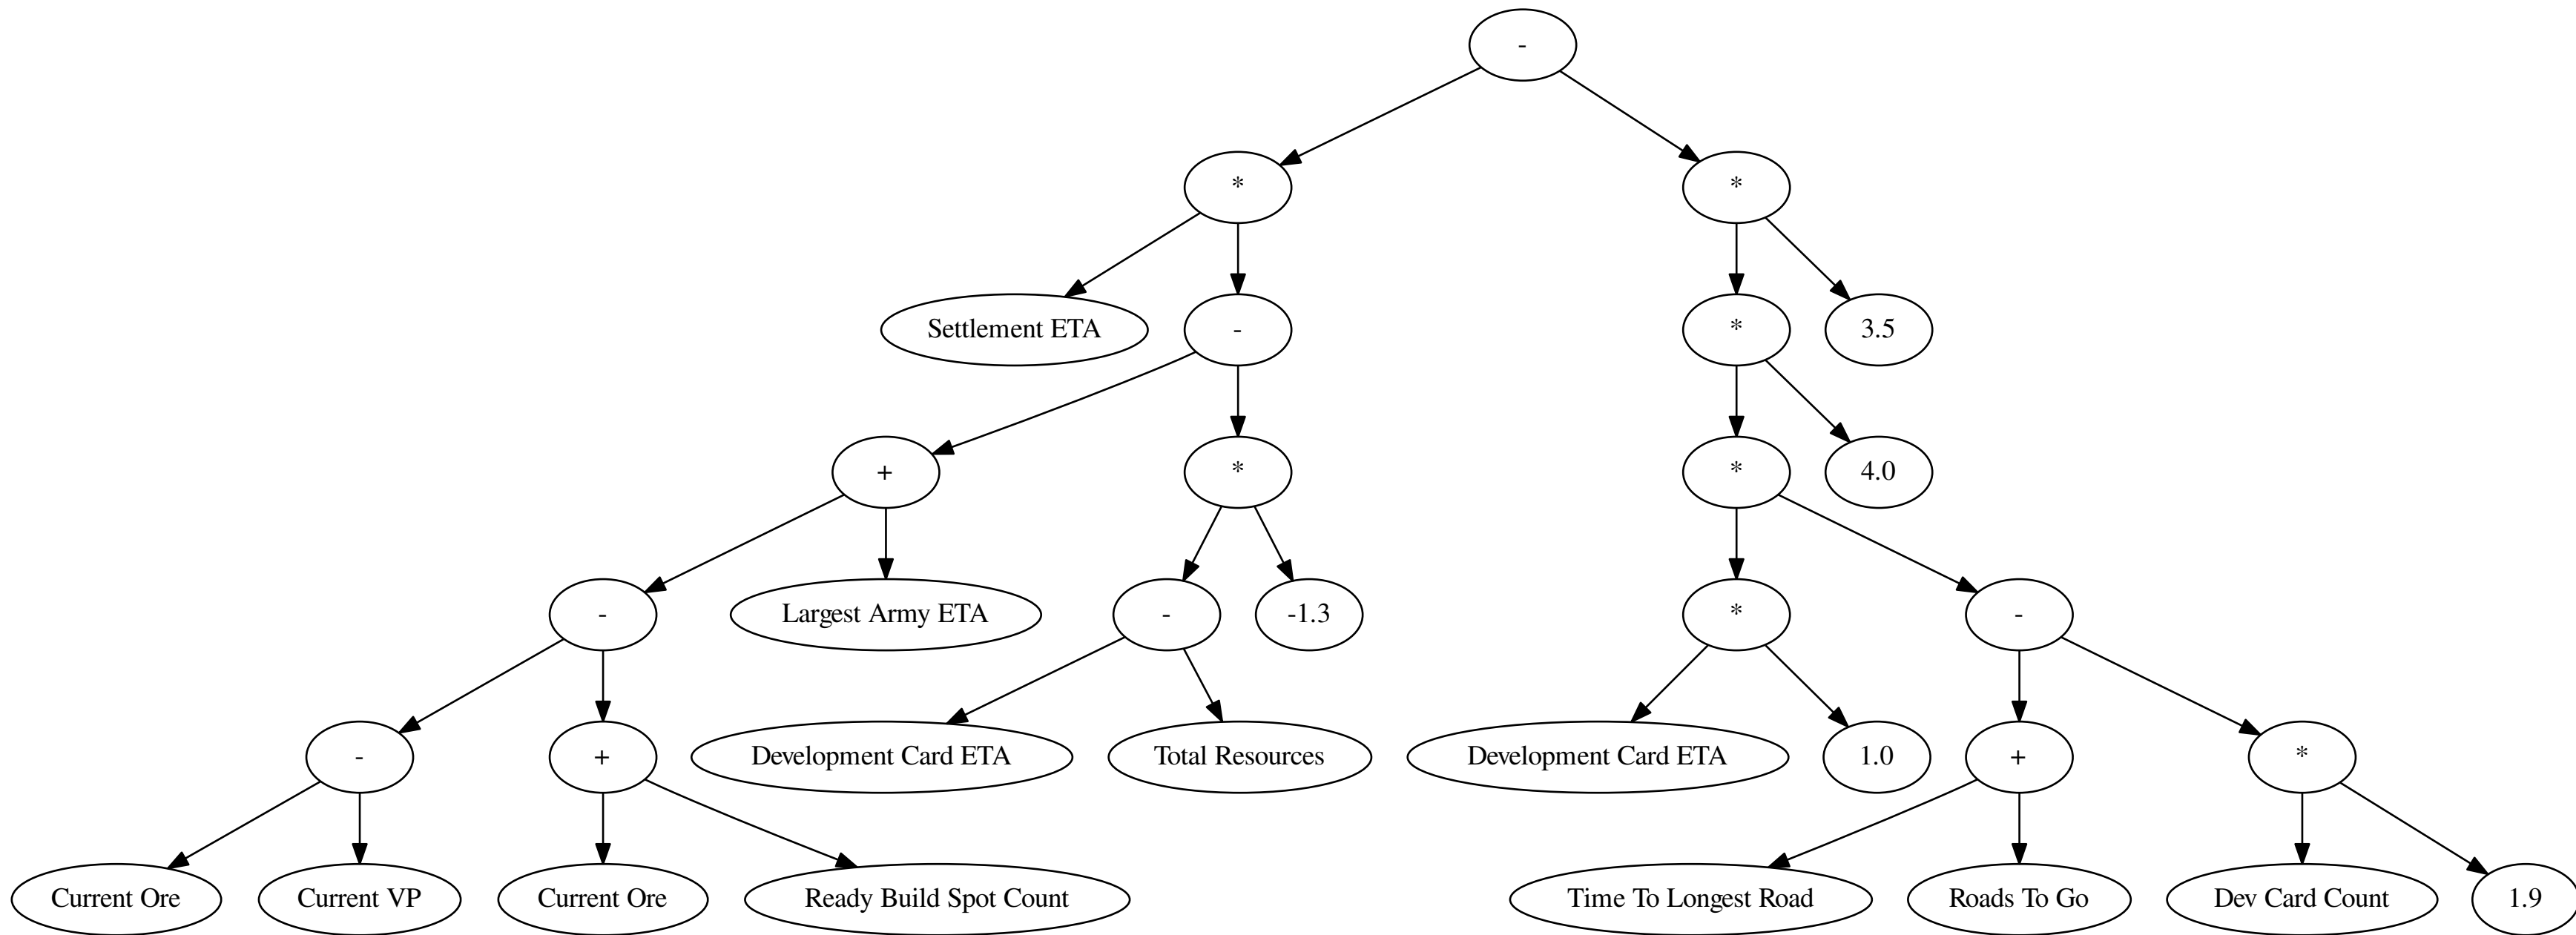 -
*
*
Settlement ETA
-
*
3.5
+
*
*
4.0
-
Largest Army ETA
-
-1.3
*
-
-
+
Development Card ETA
Total Resources
Development Card ETA
1.0
+
*
Current Ore
Current VP
Current Ore
Ready Build Spot Count
Time To Longest Road
Roads To Go
Dev Card Count
1.9